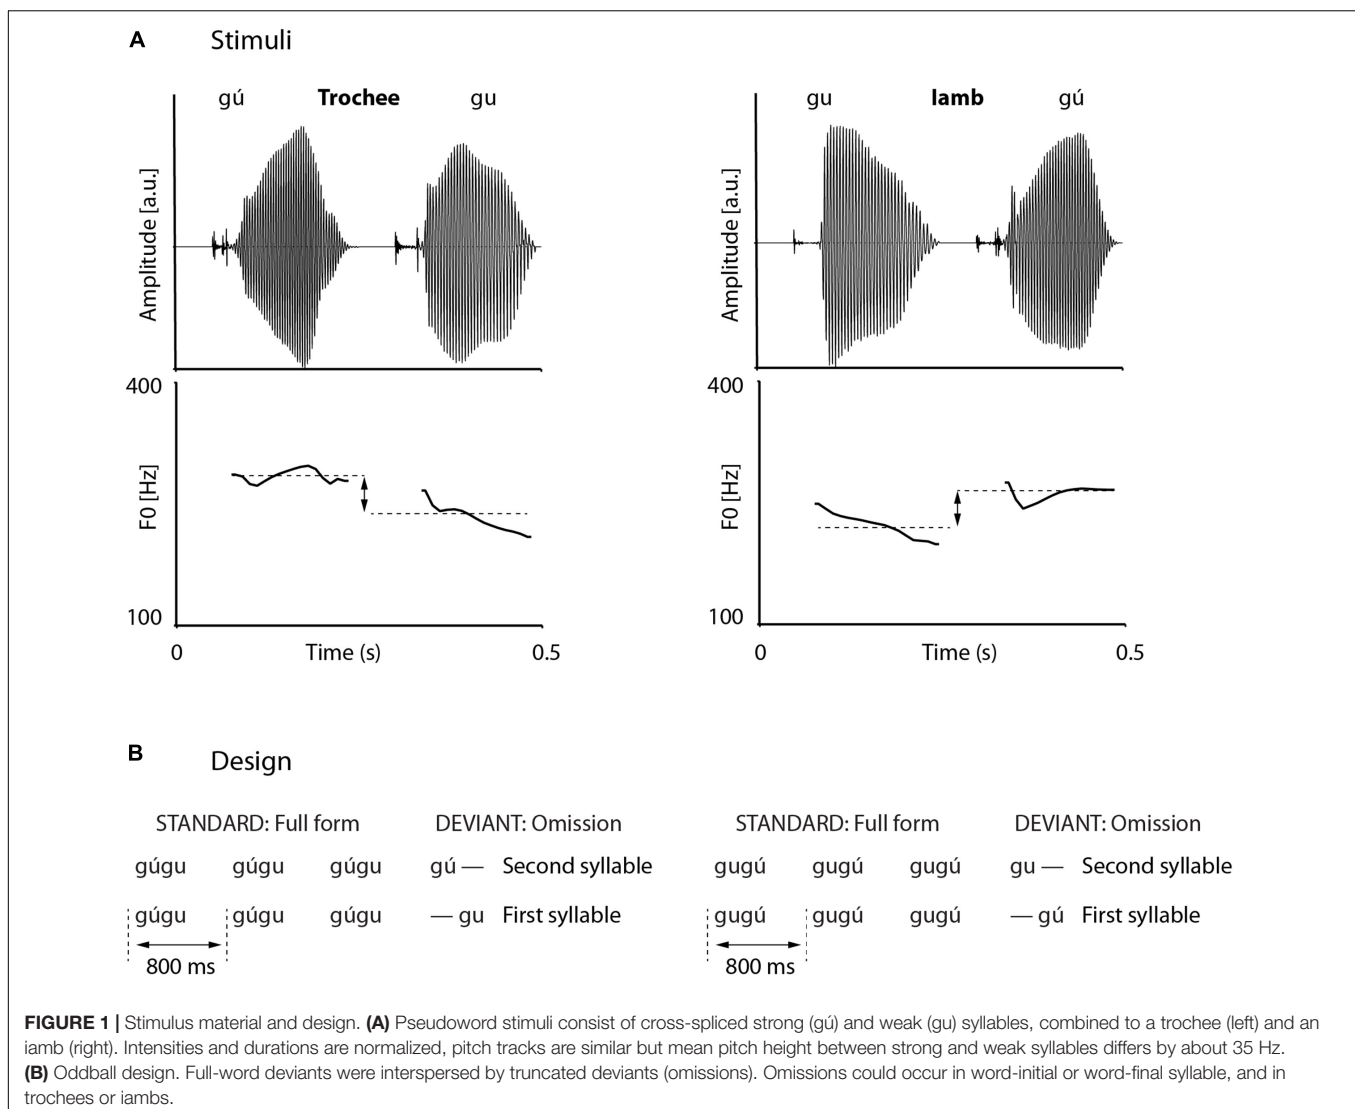 A Stimuli
gú Trochee gu
gu Iamb gú
Amplitude [a.u.]
Amplitude [a.u.]
400
F0 [Hz]
100
0 Time (s) 0.5
400
F0 [Hz]
100
0 Time (s) 0.5
B Design
STANDARD: Full form DEVIANT: Omission
gúgu gúgu gúgu gú — Second syllable
gúgu gúgu gúgu — gu First syllable
800 ms
STANDARD: Full form DEVIANT: Omission
gugú gugú gugú gu — Second syllable
gugú gugú gugú — gú First syllable
800 ms
FIGURE 1 | Stimulus material and design. (A) Pseudoword stimuli consist of cross-spliced strong (gú) and weak (gu) syllables, combined to a trochee (left) and an
iamb (right). Intensities and durations are normalized, pitch tracks are similar but mean pitch height between strong and weak syllables differs by about 35 Hz.
(B) Oddball design. Full-word deviants were interspersed by truncated deviants (omissions). Omissions could occur in word-initial or word-final syllable, and in
trochees or iambs.